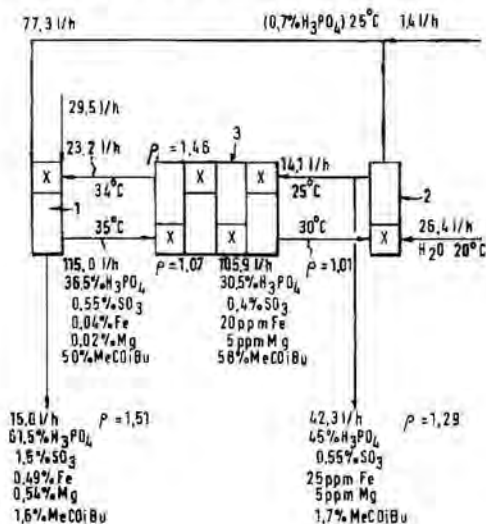 77,3 l/h
(0,7% H3PO4) 25°C
1,4 l/h
29,5 l/h
23,2 l/h
ρ = 1,46
3
14,1 l/h
X
X
X
34°C
25°C
1
2
35°C
30°C
26,4 l/h
X
X
X
H2O 20°C
115,0 l/h
ρ = 1,07
105,9 l/h
ρ = 1,01
36,5% H3PO4
30,5% H3PO4
0,55% SO3
0,4% SO3
0,04% Fe
20 ppm Fe
0,02% Mg
5 ppm Mg
50% MeCOiBu
58% MeCOiBu
15,0 l/h
ρ = 1,51
42,3 l/h
ρ = 1,29
61,5% H3PO4
45% H3PO4
1,5% SO3
0,55% SO3
0,49% Fe
25 ppm Fe
0,54% Mg
5 ppm Mg
1,6% MeCOiBu
1,7% MeCOiBu